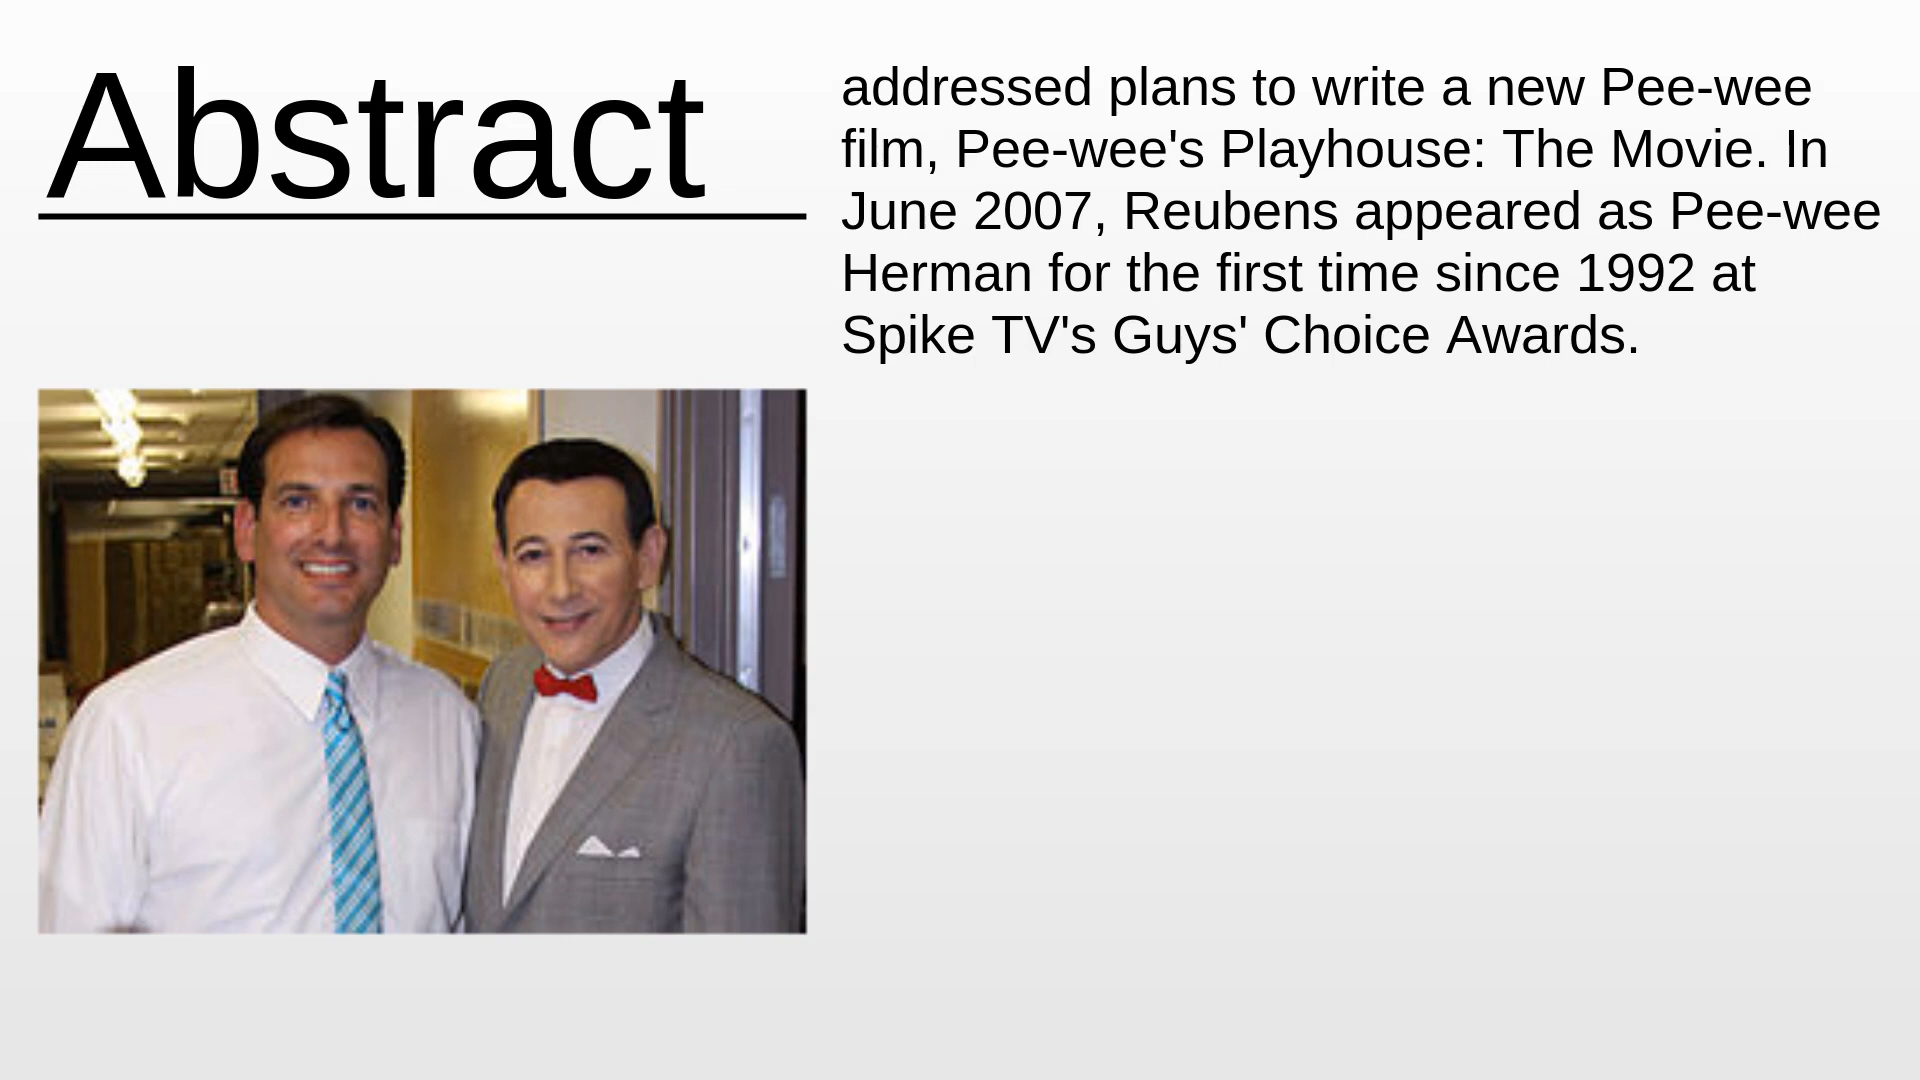 Abstract
addressed plans to write a new Pee-wee
film, Pee-wee's Playhouse: The Movie. In
June 2007, Reubens appeared as Pee-wee
Herman for the first time since 1992 at
Spike TV's Guys' Choice Awards.